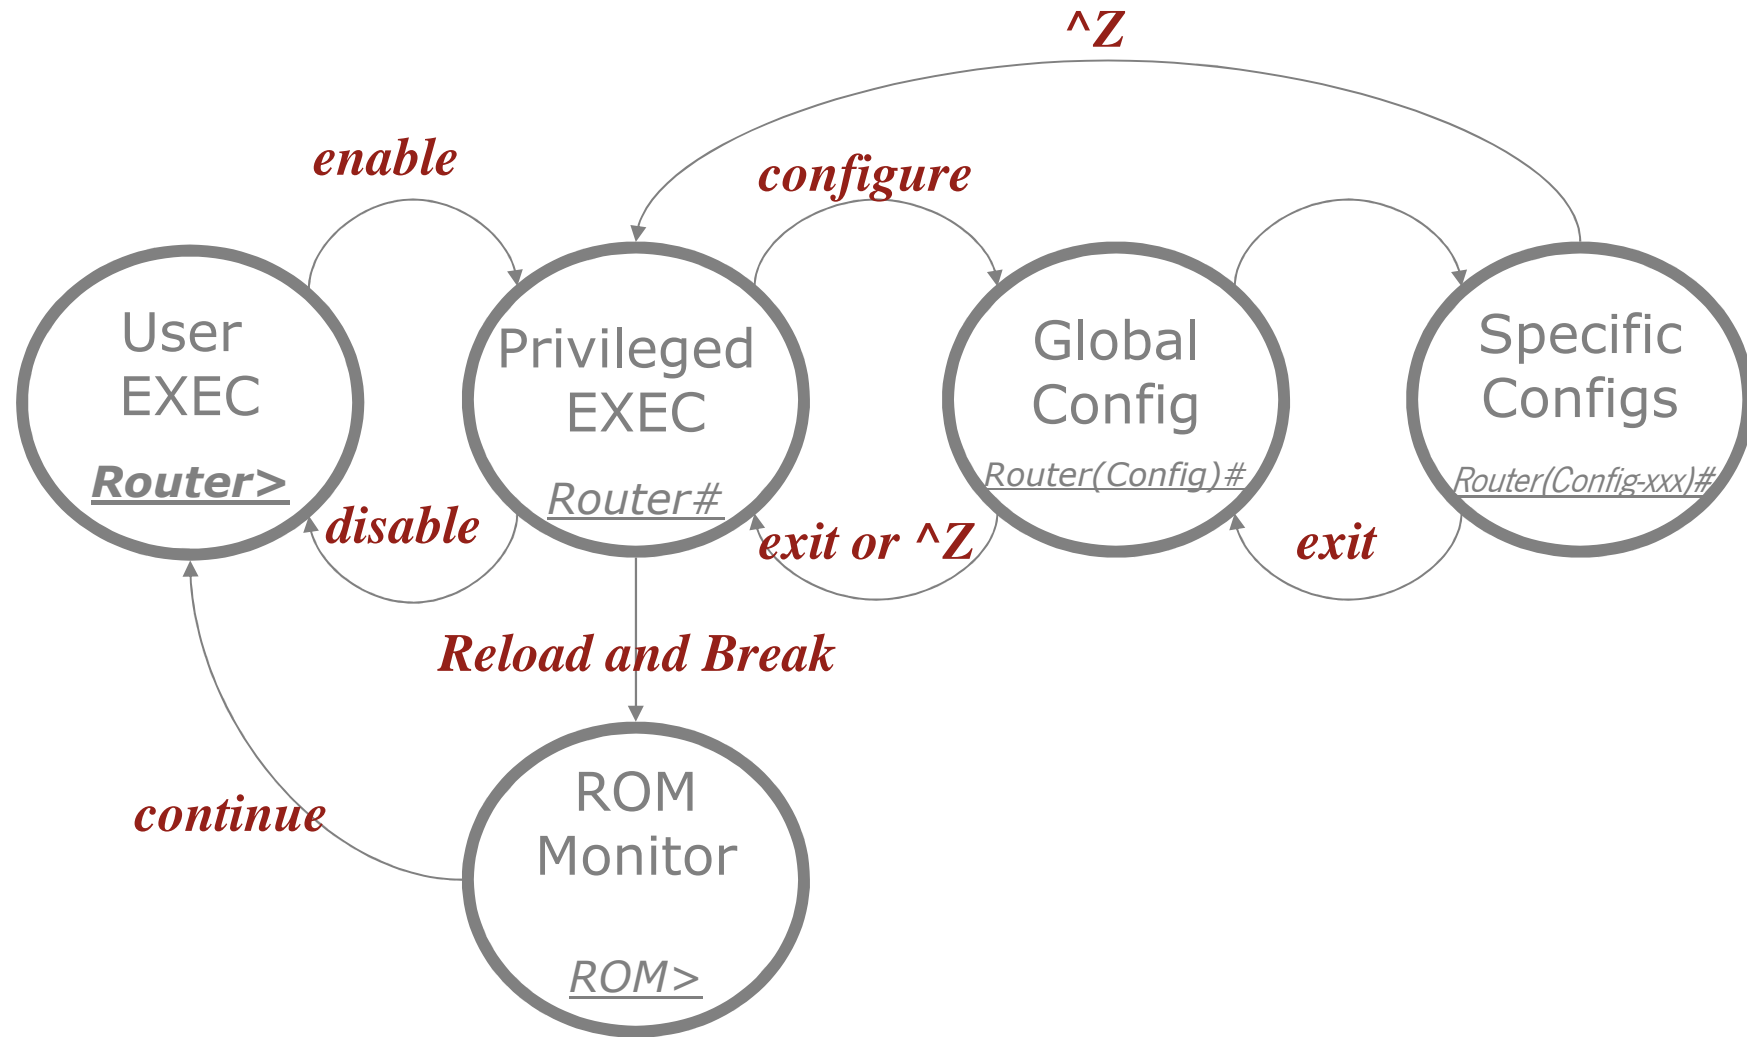 ^Z
enable
configure
User
EXEC
Router>
Privileged
EXEC
Router#
Global
Config
Router(Config)#
Specific
Configs
Router(Config-xxx)#
disable
exit or ^Z
exit
Reload and Break
continue
ROM
Monitor
ROM>